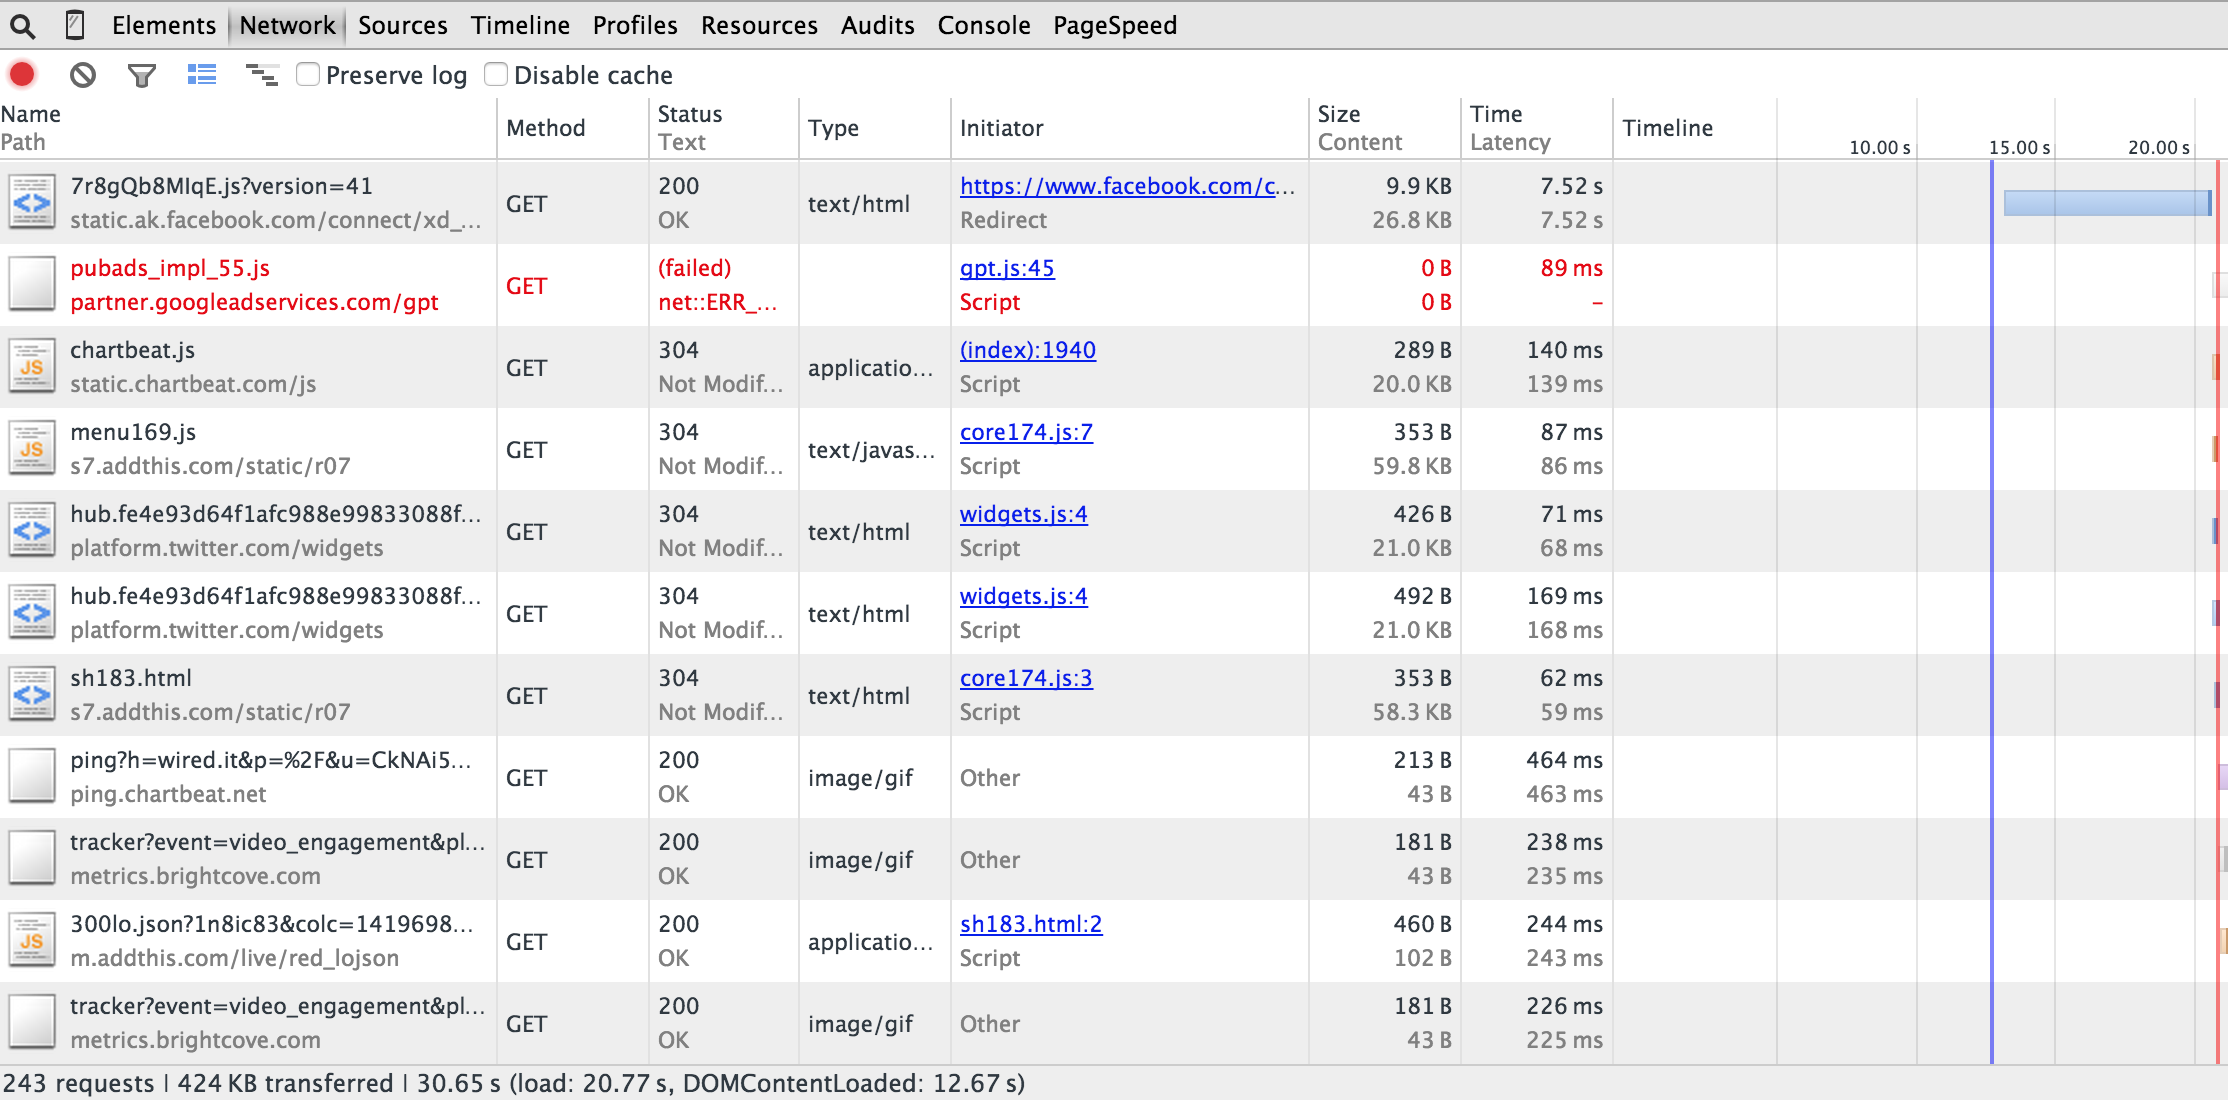 Elements Network Sources Timeline Profiles Resources Audits Console PageSpeed
Preserve log Disable cache
Name Path Method Status Text Type Initiator Size Content Time Latency Timeline 10.00 s 15.00 s 20.00 s
7r8gQb8MIqE.js?version=41 200 https://www.facebook.com/c... 9.9 KB 7.52 s
static.ak.facebook.com/connect/xd_... GET OK text/html Redirect 26.8 KB 7.52 s
pubads_impl_55.js (failed) gpt.js:45 0 B 89 ms
partner.googleadservices.com/gpt GET net::ERR_... Script 0 B –
chartbeat.js 304 (index):1940 289 B 140 ms
static.chartbeat.com/js GET Not Modif... applicatio... Script 20.0 KB 139 ms
menu169.js 304 core174.js:7 353 B 87 ms
s7.addthis.com/static/r07 GET Not Modif... text/javas... Script 59.8 KB 86 ms
hub.fe4e93d64f1afc988e99833088f... 304 widgets.js:4 426 B 71 ms
platform.twitter.com/widgets GET Not Modif... text/html Script 21.0 KB 68 ms
hub.fe4e93d64f1afc988e99833088f... 304 widgets.js:4 492 B 169 ms
platform.twitter.com/widgets GET Not Modif... text/html Script 21.0 KB 168 ms
sh183.html 304 core174.js:3 353 B 62 ms
s7.addthis.com/static/r07 GET Not Modif... text/html Script 58.3 KB 59 ms
ping?h=wired.it&p=%2F&u=CkNAi5... 200 213 B 464 ms
ping.chartbeat.net GET OK image/gif Other 43 B 463 ms
tracker?event=video_engagement&pl... 200 181 B 238 ms
metrics.brightcove.com GET OK image/gif Other 43 B 235 ms
300lo.json?1n8ic83&colc=1419698... 200 sh183.html:2 460 B 244 ms
m.addthis.com/live/red_lojson GET OK applicatio... Script 102 B 243 ms
tracker?event=video_engagement&pl... 200 181 B 226 ms
metrics.brightcove.com GET OK image/gif Other 43 B 225 ms
243 requests | 424 KB transferred | 30.65 s (load: 20.77 s, DOMContentLoaded: 12.67 s)